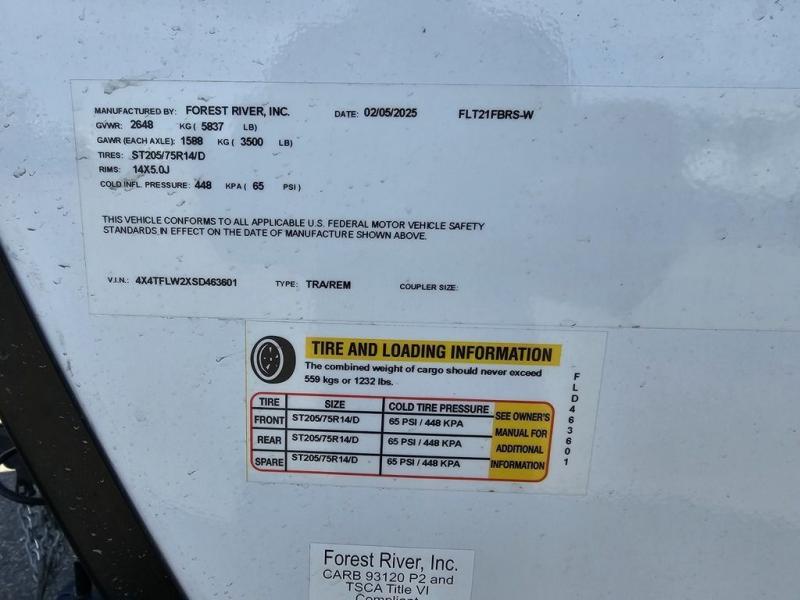 MANUFACTURED BY: FOREST RIVER, INC. DATE: 02/05/2025 FLT21FBRS-W
GVWR: 2648 KG ( 5837 LB)
GAWR (EACH AXLE): 1588 KG ( 3500 LB)
TIRES: ST205/75R14/D
RIMS: 14X5.0J
COLD INFL. PRESSURE: 448 KPA ( 65 PSI )
THIS VEHICLE CONFORMS TO ALL APPLICABLE U.S. FEDERAL MOTOR VEHICLE SAFETY
STANDARDS IN EFFECT ON THE DATE OF MANUFACTURE SHOWN ABOVE.
V.I.N.: 4X4TFLW2XSD463601 TYPE: TRA/REM COUPLER SIZE:
TIRE AND LOADING INFORMATION
The combined weight of cargo should never exceed
559 kgs or 1232 lbs.
TIRE SIZE COLD TIRE PRESSURE
FRONT ST205/75R14/D 65 PSI / 448 KPA
REAR ST205/75R14/D 65 PSI / 448 KPA
SPARE ST205/75R14/D 65 PSI / 448 KPA
SEE OWNER'S
MANUAL FOR
ADDITIONAL
INFORMATION
FLD463601
Forest River, Inc.
CARB 93120 P2 and
TSCA Title VI
Compliant